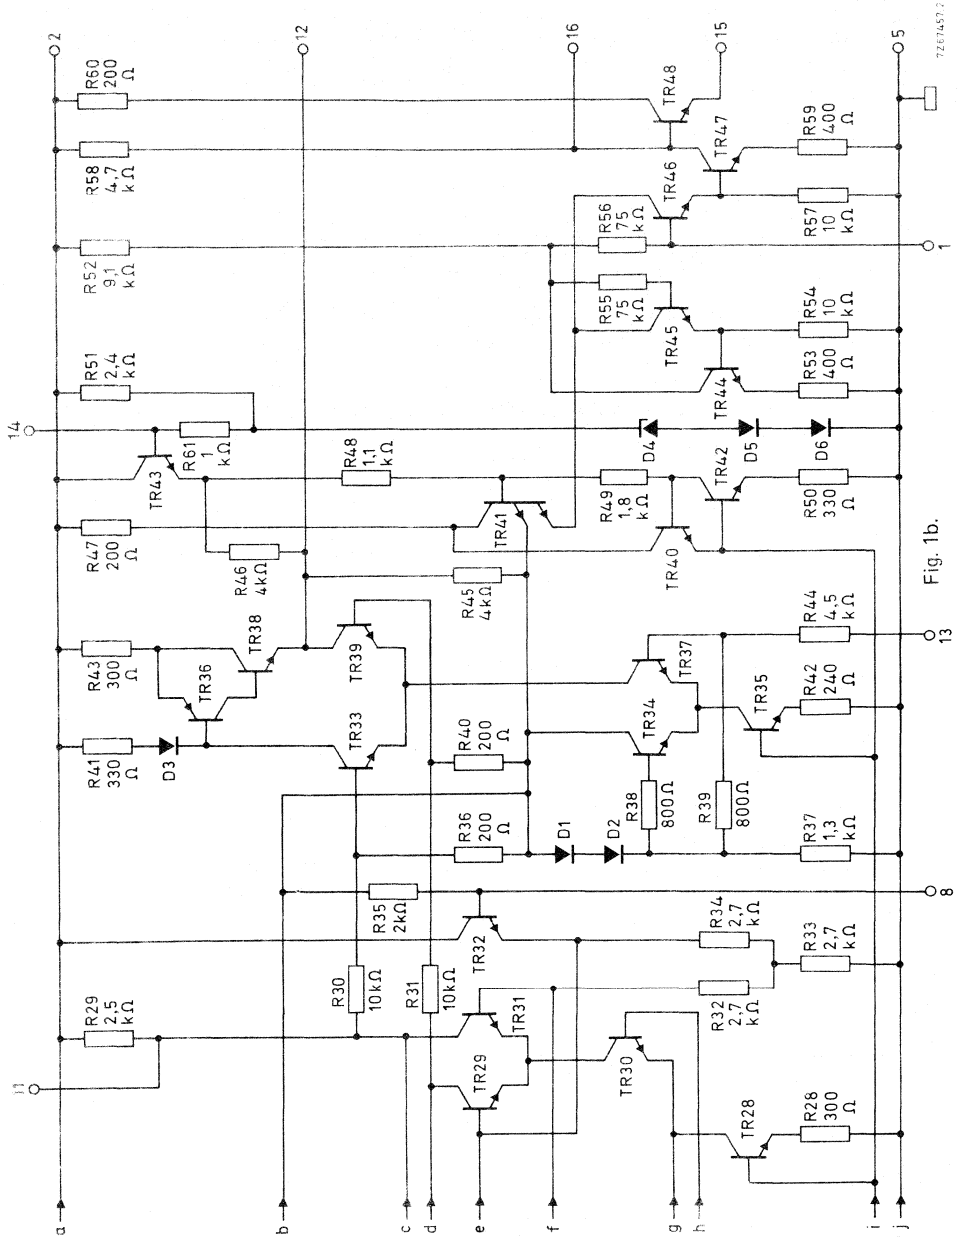 2
12
16
15
5
7Z67457.2
R60
200
Ω
TR48
R58
4,7
kΩ
TR47
R59
400
Ω
TR46
R57
10
kΩ
R52
9,1
kΩ
R56
75
kΩ
1
R55
75
kΩ
R54
10
kΩ
TR45
R51
2,4
kΩ
R53
400
Ω
TR44
14
R61
1
kΩ
D4
D5
D6
TR43
R48
1,1
kΩ
R49
1,8
kΩ
TR42
R50
330
Ω
R47
200
Ω
TR41
TR40
R46
4kΩ
R45
4kΩ
Fig. 1b.
R43
300
Ω
TR38
TR39
TR37
R44
4,5
kΩ
13
TR36
R42
240
Ω
TR35
R41
330
Ω
D3
TR33
R40
200
Ω
TR34
R38
800Ω
R39
800Ω
R36
200
Ω
D1
D2
R37
1,3
kΩ
R35
2kΩ
8
TR32
R34
2,7
kΩ
R33
2,7
kΩ
R30
10kΩ
R31
10kΩ
R32
2,7
kΩ
R29
2,5
kΩ
TR31
11
TR29
TR30
TR28
R28
300
Ω
a
b
c
d
e
f
g
h
i
j